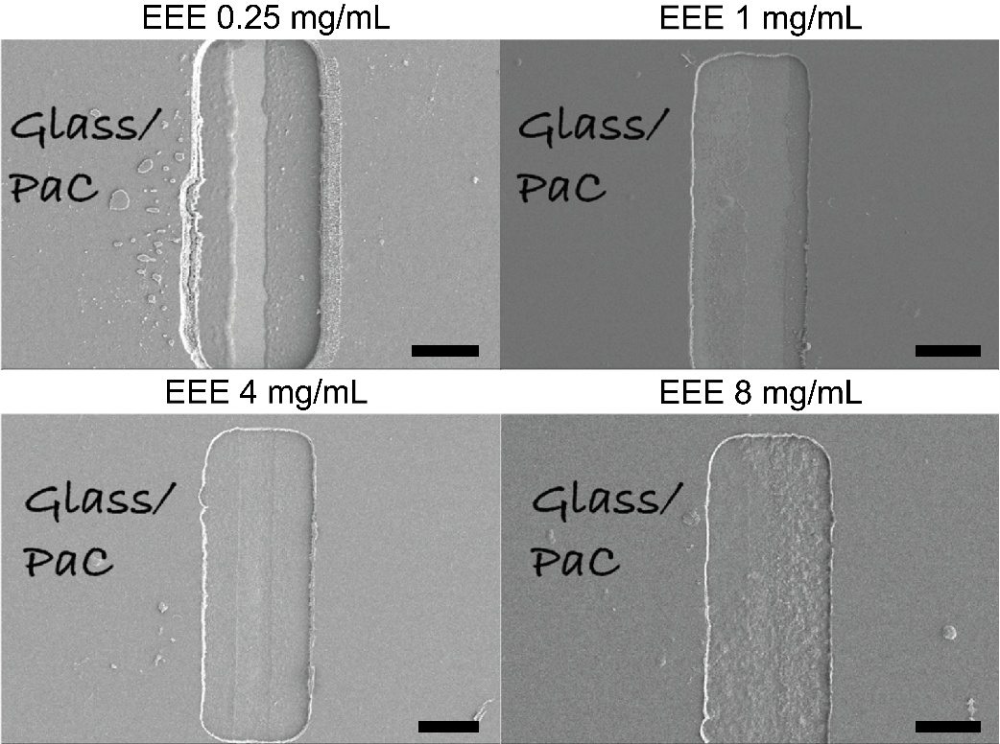 EEE 0.25 mg/mL
EEE 1 mg/mL
Glass/
PaC
Glass/
PaC
EEE 4 mg/mL
EEE 8 mg/mL
Glass/
PaC
Glass/
PaC